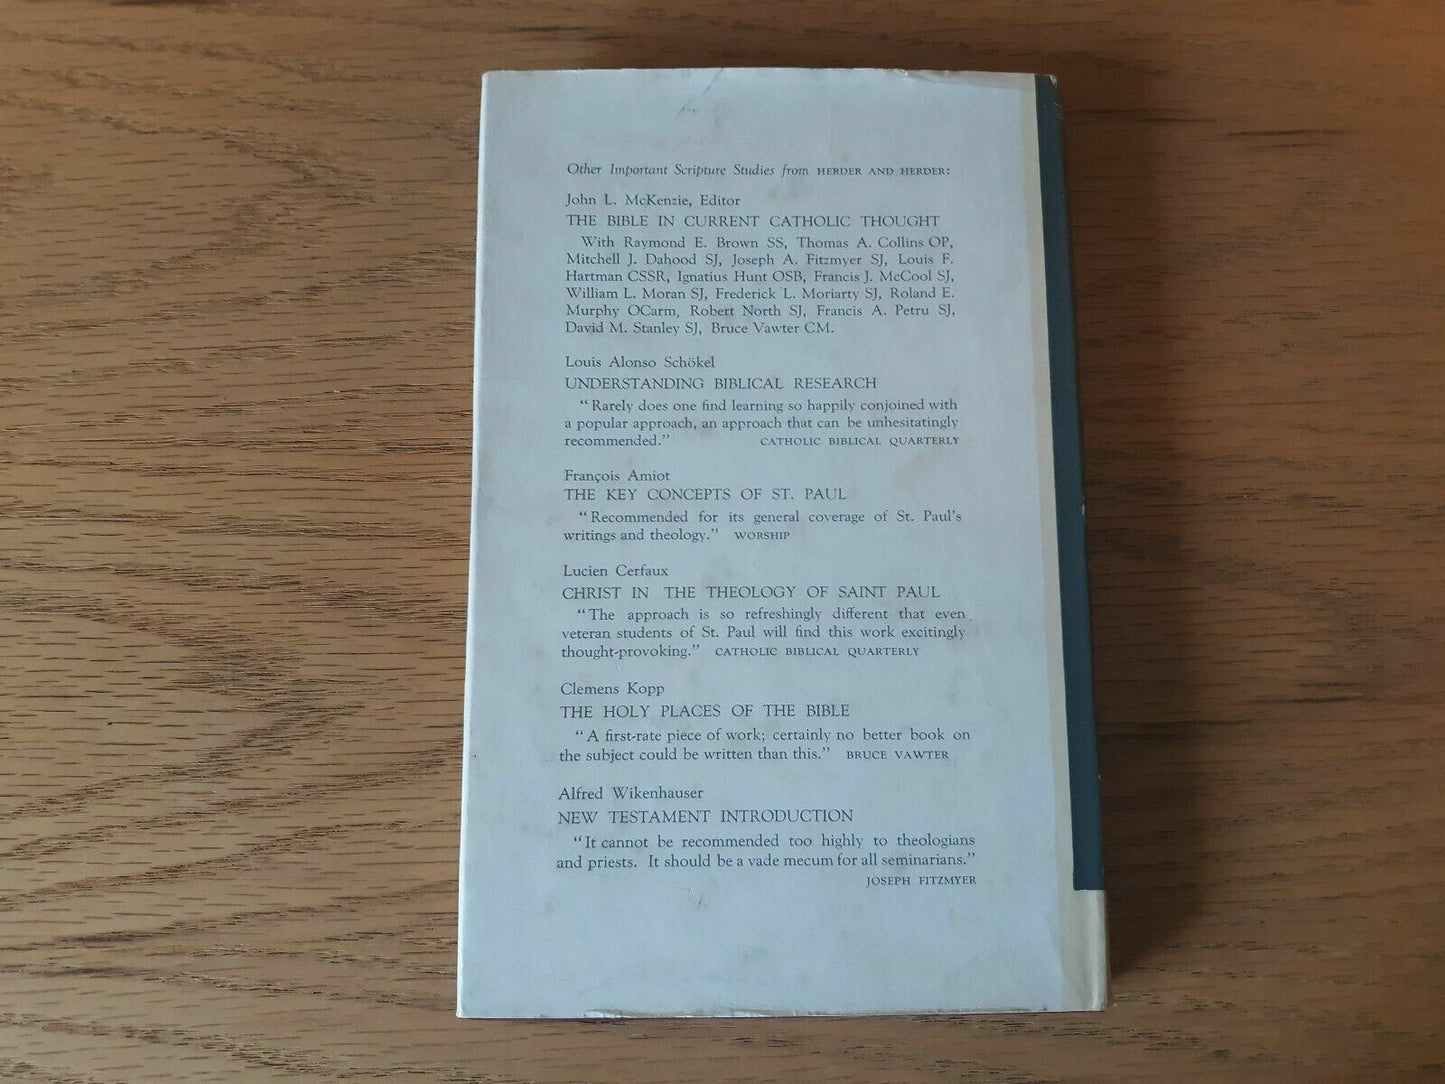 Other Important Scripture Studies from HERDER AND HERDER:
John L. McKenzie, Editor
THE BIBLE IN CURRENT CATHOLIC THOUGHT
With Raymond E. Brown SS, Thomas A. Collins OP,
Mitchell J. Dahood SJ, Joseph A. Fitzmyer SJ, Louis F.
Hartman CSSR, Ignatius Hunt OSB, Francis J. McCool SJ,
William L. Moran SJ, Frederick L. Moriarty SJ, Roland E.
Murphy OCarm, Robert North SJ, Francis A. Petru SJ,
David M. Stanley SJ, Bruce Vawter CM.
Louis Alonso Schökel
UNDERSTANDING BIBLICAL RESEARCH
“Rarely does one find learning so happily conjoined with
a popular approach, an approach that can be unhesitatingly
recommended.” CATHOLIC BIBLICAL QUARTERLY
François Amiot
THE KEY CONCEPTS OF ST. PAUL
“Recommended for its general coverage of St. Paul’s
writings and theology.” WORSHIP
Lucien Cerfaux
CHRIST IN THE THEOLOGY OF SAINT PAUL
“The approach is so refreshingly different that even
veteran students of St. Paul will find this work excitingly
thought-provoking.” CATHOLIC BIBLICAL QUARTERLY
Clemens Kopp
THE HOLY PLACES OF THE BIBLE
“A first-rate piece of work; certainly no better book on
the subject could be written than this.” BRUCE VAWTER
Alfred Wikenhauser
NEW TESTAMENT INTRODUCTION
“It cannot be recommended too highly to theologians
and priests. It should be a vade mecum for all seminarians.”
JOSEPH FITZMYER